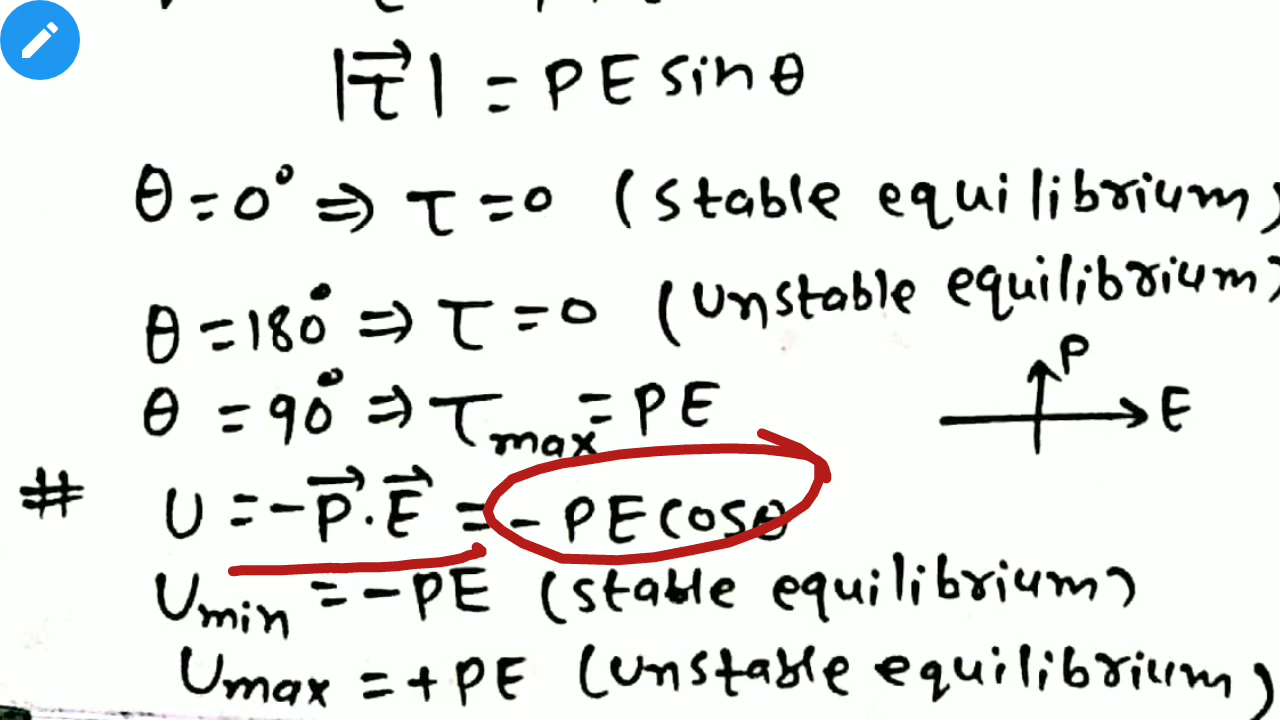 |τ⃗| = PE sinθ
θ = 0° ⇒ τ = 0 (stable equilibrium)
θ = 180° ⇒ τ = 0 (Unstable equilibrium)
θ = 90° ⇒ τmax = PE
P
E
# U = -P⃗.E⃗ = - PE cosθ
Umin = -PE (stable equilibrium)
Umax = +PE (Unstable equilibrium)